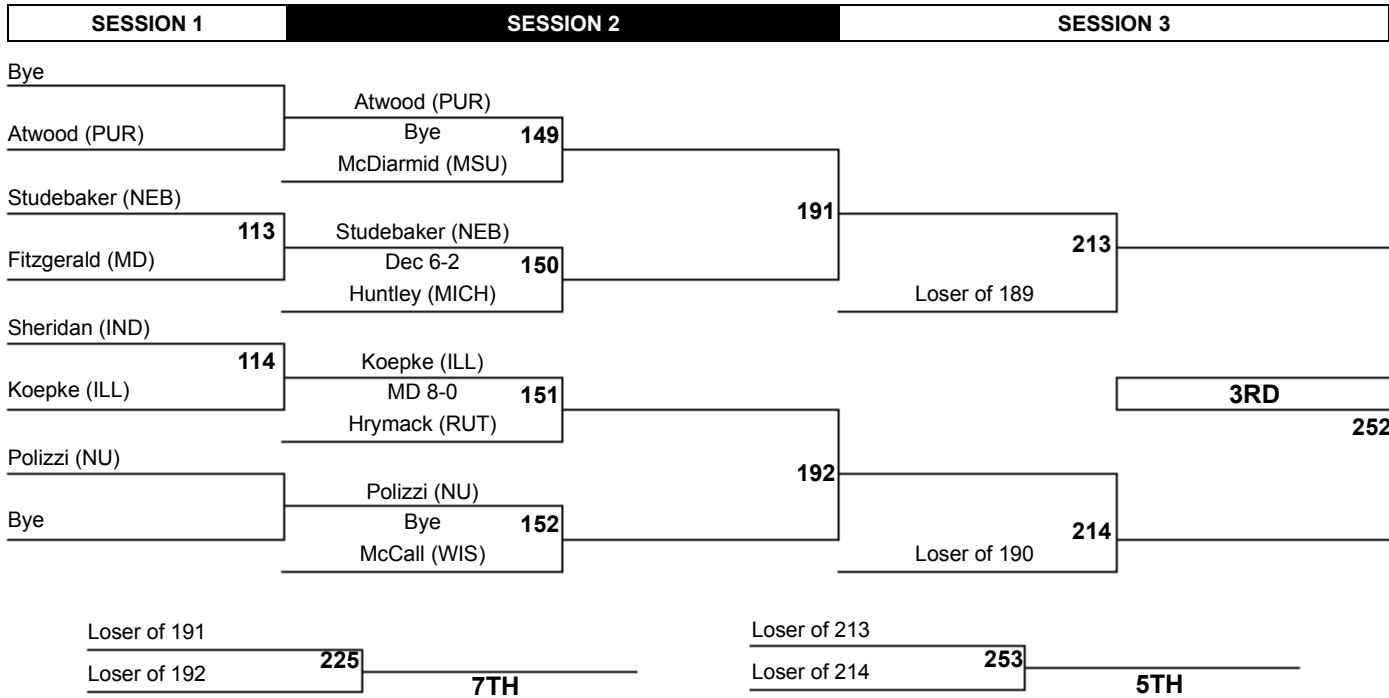 SESSION 1 SESSION 2 SESSION 3
Bye
Atwood (PUR)
Atwood (PUR)
Bye 149
McDiarmid (MSU)
Studebaker (NEB)
191
113
Studebaker (NEB)
213
Fitzgerald (MD)
Dec 6-2 150
Huntley (MICH)
Loser of 189
Sheridan (IND)
114
Koepke (ILL)
Koepke (ILL)
MD 8-0 151
3RD
Hrymack (RUT)
252
Polizzi (NU)
192
Polizzi (NU)
Bye
Bye 152
214
McCall (WIS)
Loser of 190
Loser of 191
225
Loser of 192
7TH
Loser of 213
253
Loser of 214
5TH